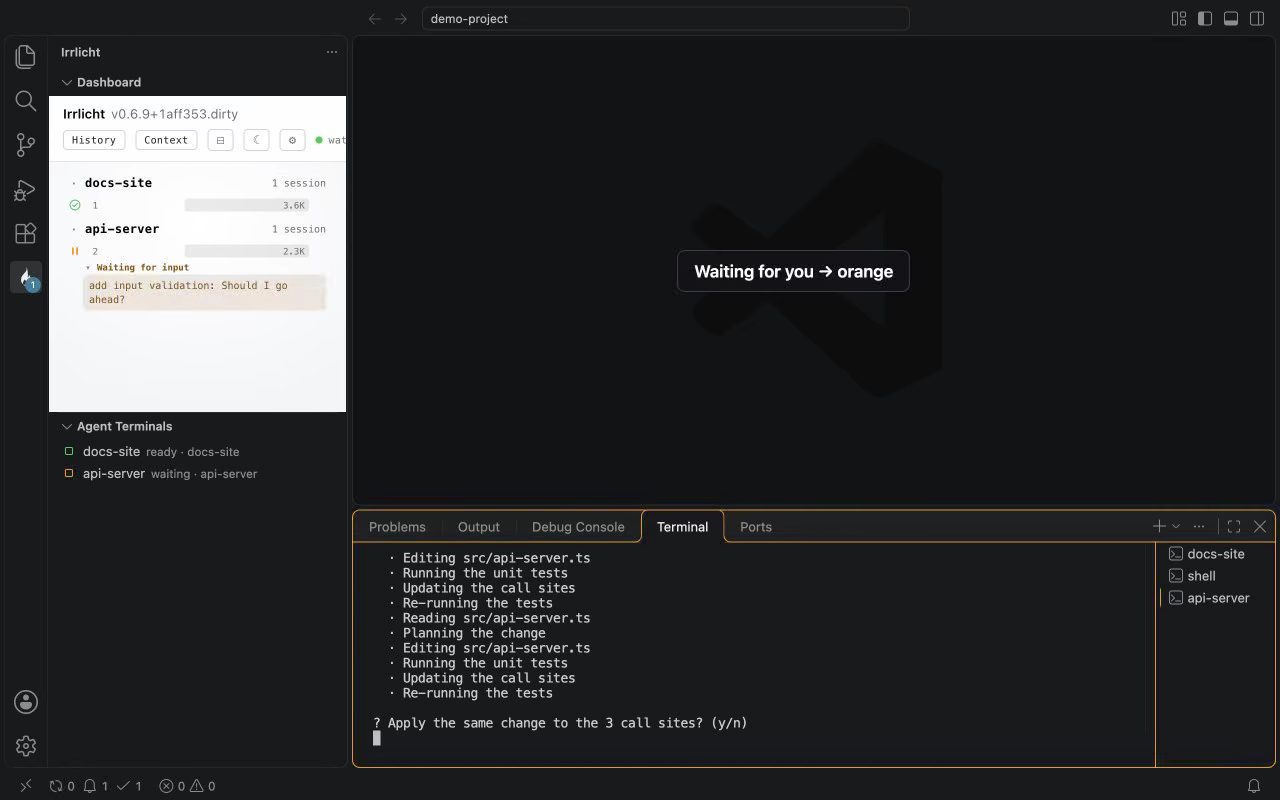 demo-project
Irrlicht
Dashboard
Irrlicht v0.6.9+1aff353.dirty
History Context wat
· docs-site 1 session
1 3.6K
· api-server 1 session
2 2.3K
Waiting for input
add input validation: Should I go
ahead?
1
Agent Terminals
docs-site ready · docs-site
api-server waiting · api-server
Waiting for you → orange
Problems Output Debug Console Terminal Ports
· Editing src/api-server.ts
· Running the unit tests
· Updating the call sites
· Re-running the tests
· Reading src/api-server.ts
· Planning the change
· Editing src/api-server.ts
· Running the unit tests
· Updating the call sites
· Re-running the tests
? Apply the same change to the 3 call sites? (y/n)
docs-site
shell
api-server
0 1 1 0 0